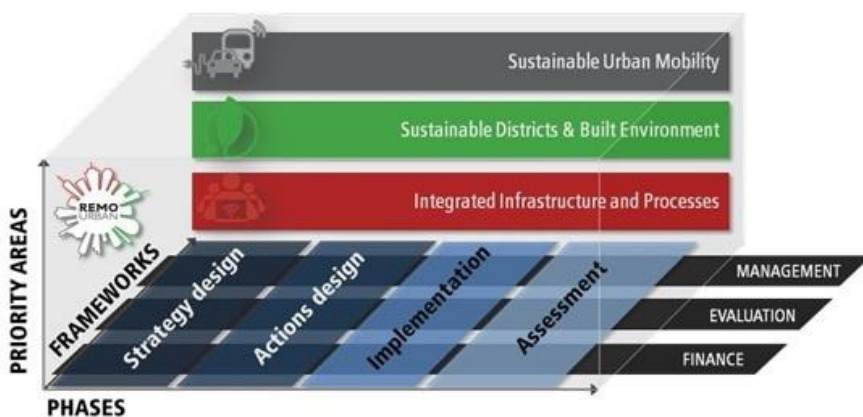 Sustainable Urban Mobility
Sustainable Districts & Built Environment
Integrated Infrastructure and Processes
PRIORITY AREAS
REMO
URBAN
FRAMEWORKS
Strategy design
Actions design
Implementation
Assessment
MANAGEMENT
EVALUATION
FINANCE
PHASES